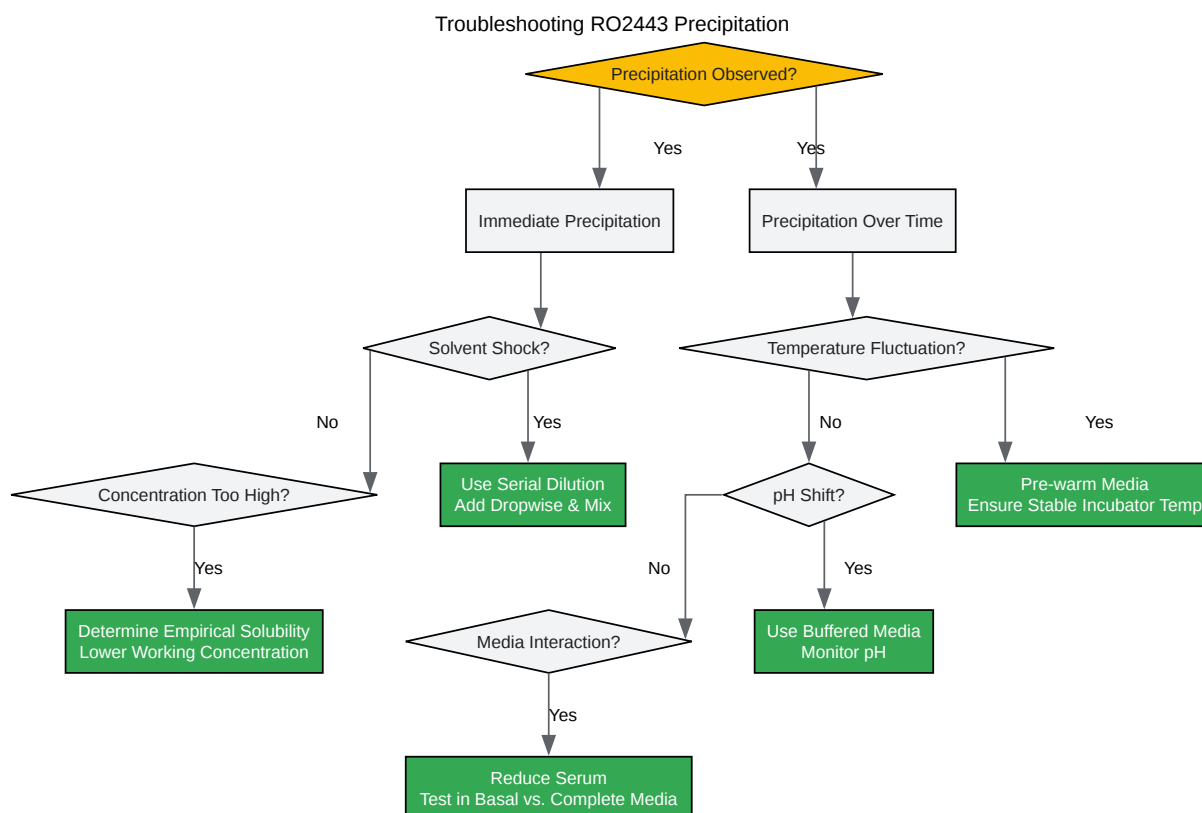 Troubleshooting RO2443 Precipitation
Precipitation Observed?
Yes
Yes
Immediate Precipitation
Precipitation Over Time
Solvent Shock?
Temperature Fluctuation?
No
Yes
No
Yes
Concentration Too High?
Use Serial Dilution
Add Dropwise & Mix
pH Shift?
Pre-warm Media
Ensure Stable Incubator Temp
Yes
No
Yes
Determine Empirical Solubility
Lower Working Concentration
Media Interaction?
Use Buffered Media
Monitor pH
Yes
Reduce Serum
Test in Basal vs. Complete Media